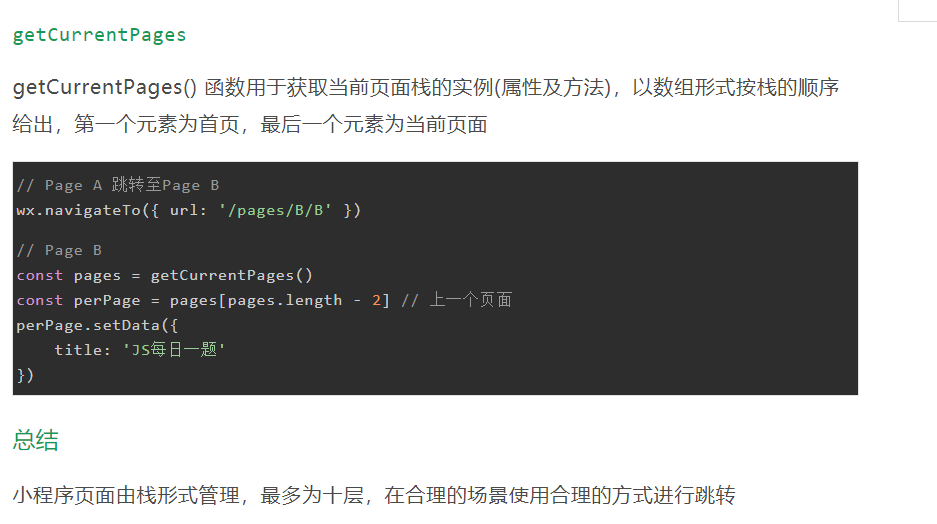 getCurrentPages
getCurrentPages() 函数用于获取当前页面栈的实例(属性及方法)，以数组形式按栈的顺序
给出，第一个元素为首页，最后一个元素为当前页面
// Page A 跳转至Page B
wx.navigateTo({ url: '/pages/B/B' })
// Page B
const pages = getCurrentPages()
const perPage = pages[pages.length - 2] // 上一个页面
perPage.setData({
    title: 'JS每日一题'
})
总结
小程序页面由栈形式管理，最多为十层，在合理的场景使用合理的方式进行跳转